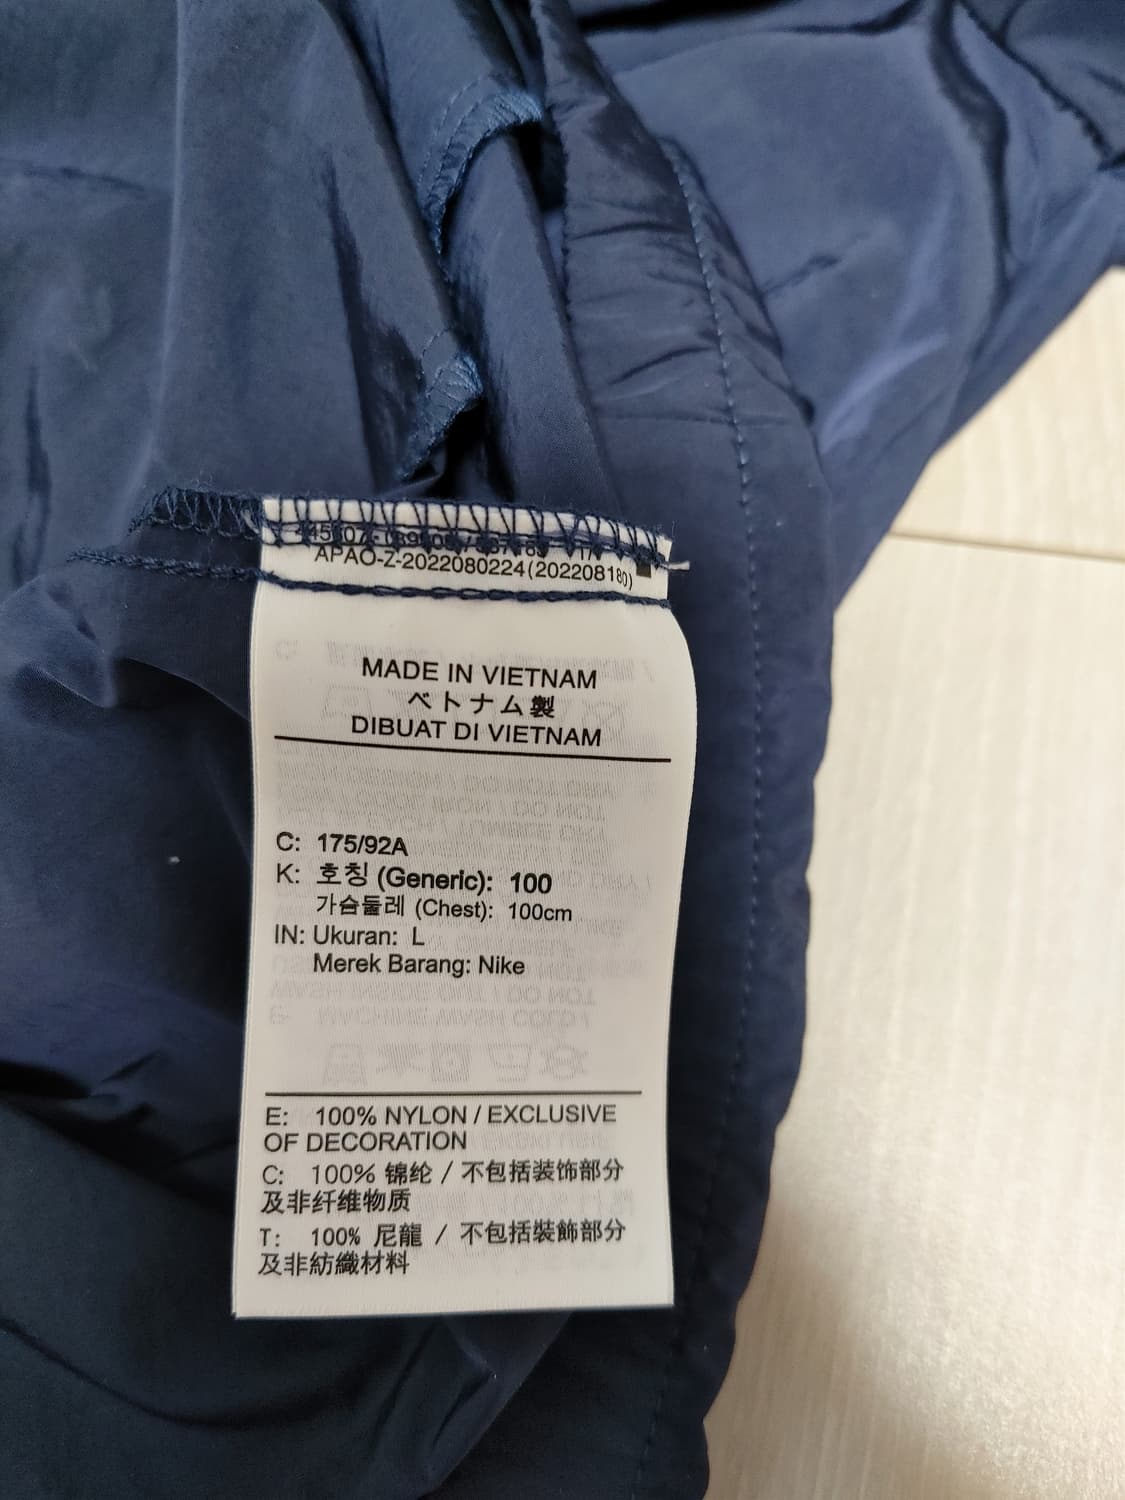 APAO-Z-2022080224(202208180)
MADE IN VIETNAM
ベトナム製
DIBUAT DI VIETNAM
C: 175/92A
K: 호칭 (Generic): 100
가슴둘레 (Chest): 100cm
IN: Ukuran: L
Merek Barang: Nike
E: 100% NYLON / EXCLUSIVE
OF DECORATION
C: 100% 锦纶 / 不包括装饰部分
及非纤维物质
T: 100% 尼龍 / 不包括裝飾部分
及非紡織材料